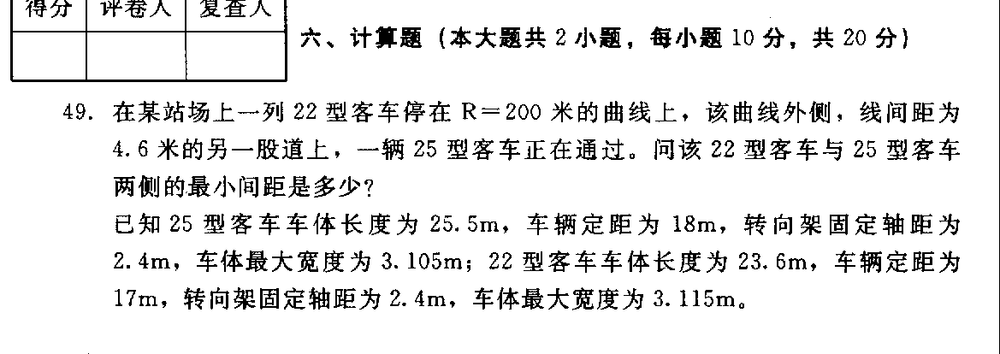 得分 评卷人 复查人
六、计算题（本大题共 2 小题，每小题 10 分，共 20 分）
49. 在某站场上一列 22 型客车停在 R＝200 米的曲线上，该曲线外侧，线间距为
4.6 米的另一股道上，一辆 25 型客车正在通过。问该 22 型客车与 25 型客车
两侧的最小间距是多少？
已知 25 型客车车体长度为 25.5m，车辆定距为 18m，转向架固定轴距为
2.4m，车体最大宽度为 3.105m；22 型客车车体长度为 23.6m，车辆定距为
17m，转向架固定轴距为 2.4m，车体最大宽度为 3.115m。